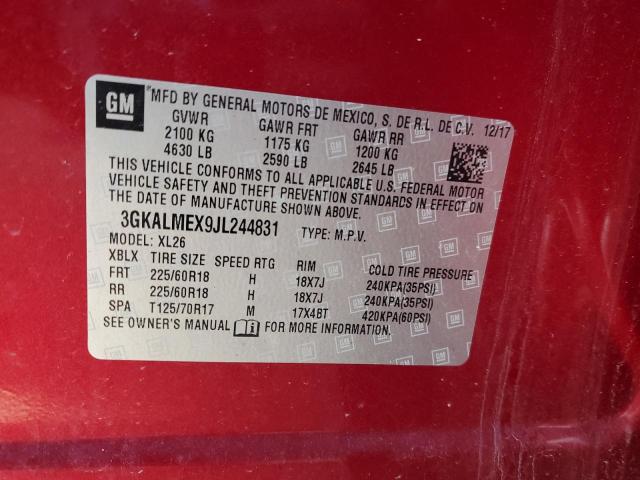 GM "MFD BY GENERAL MOTORS DE MEXICO, S. DE R.L. DE C.V. 12/17
GVWR GAWR FRT GAWR RR
2100 KG 1175 KG 1200 KG
4630 LB 2590 LB 2645 LB
THIS VEHICLE CONFORMS TO ALL APPLICABLE U.S. FEDERAL MOTOR
VEHICLE SAFETY AND THEFT PREVENTION STANDARDS IN EFFECT ON
THE DATE OF MANUFACTURE SHOWN ABOVE.
3GKALMEX9JL244831 TYPE: M.P.V.
MODEL: XL26
XBLX TIRE SIZE SPEED RTG RIM COLD TIRE PRESSURE
FRT 225/60R18 H 18X7J 240KPA(35PSI)
RR 225/60R18 H 18X7J 240KPA(35PSI)
SPA T125/70R17 M 17X4BT 420KPA(60PSI)
SEE OWNER'S MANUAL FOR MORE INFORMATION.